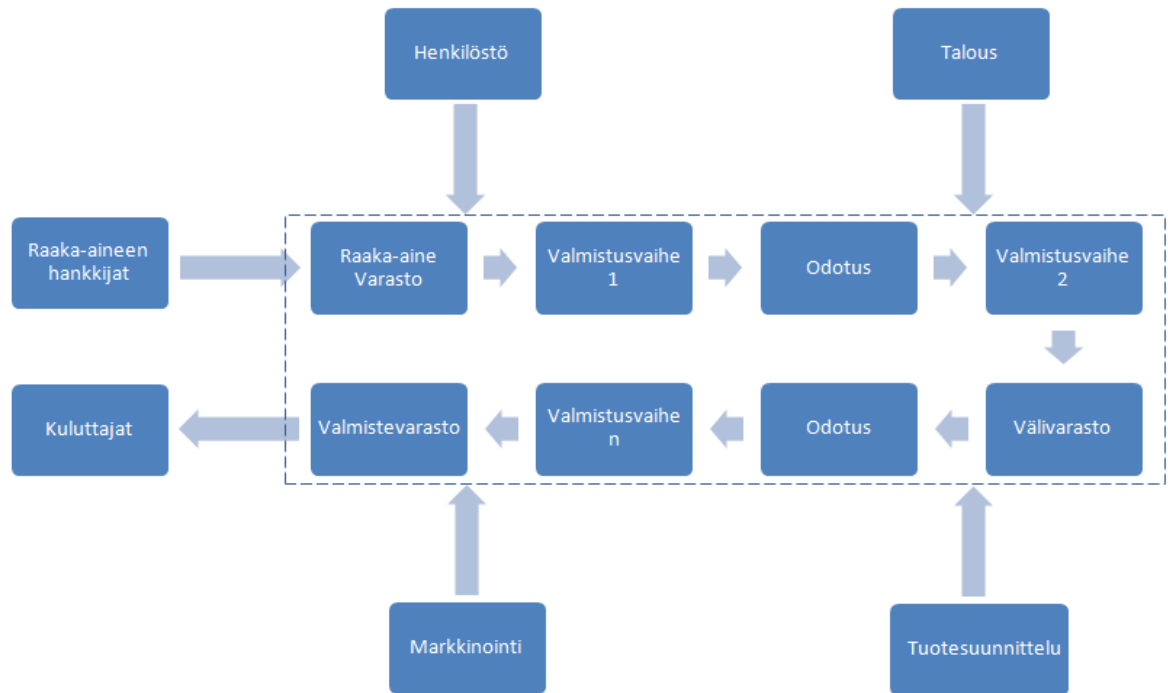 Henkilöstö
Talous
Raaka-aineen
hankkijat
Raaka-aine
Varasto
Valmistusvaihe
1
Odotus
Valmistusvaihe
2
Kuluttajat
Valmistevarasto
Valmistusvaihe
n
Odotus
Välivarasto
Markkinointi
Tuotesuunnittelu